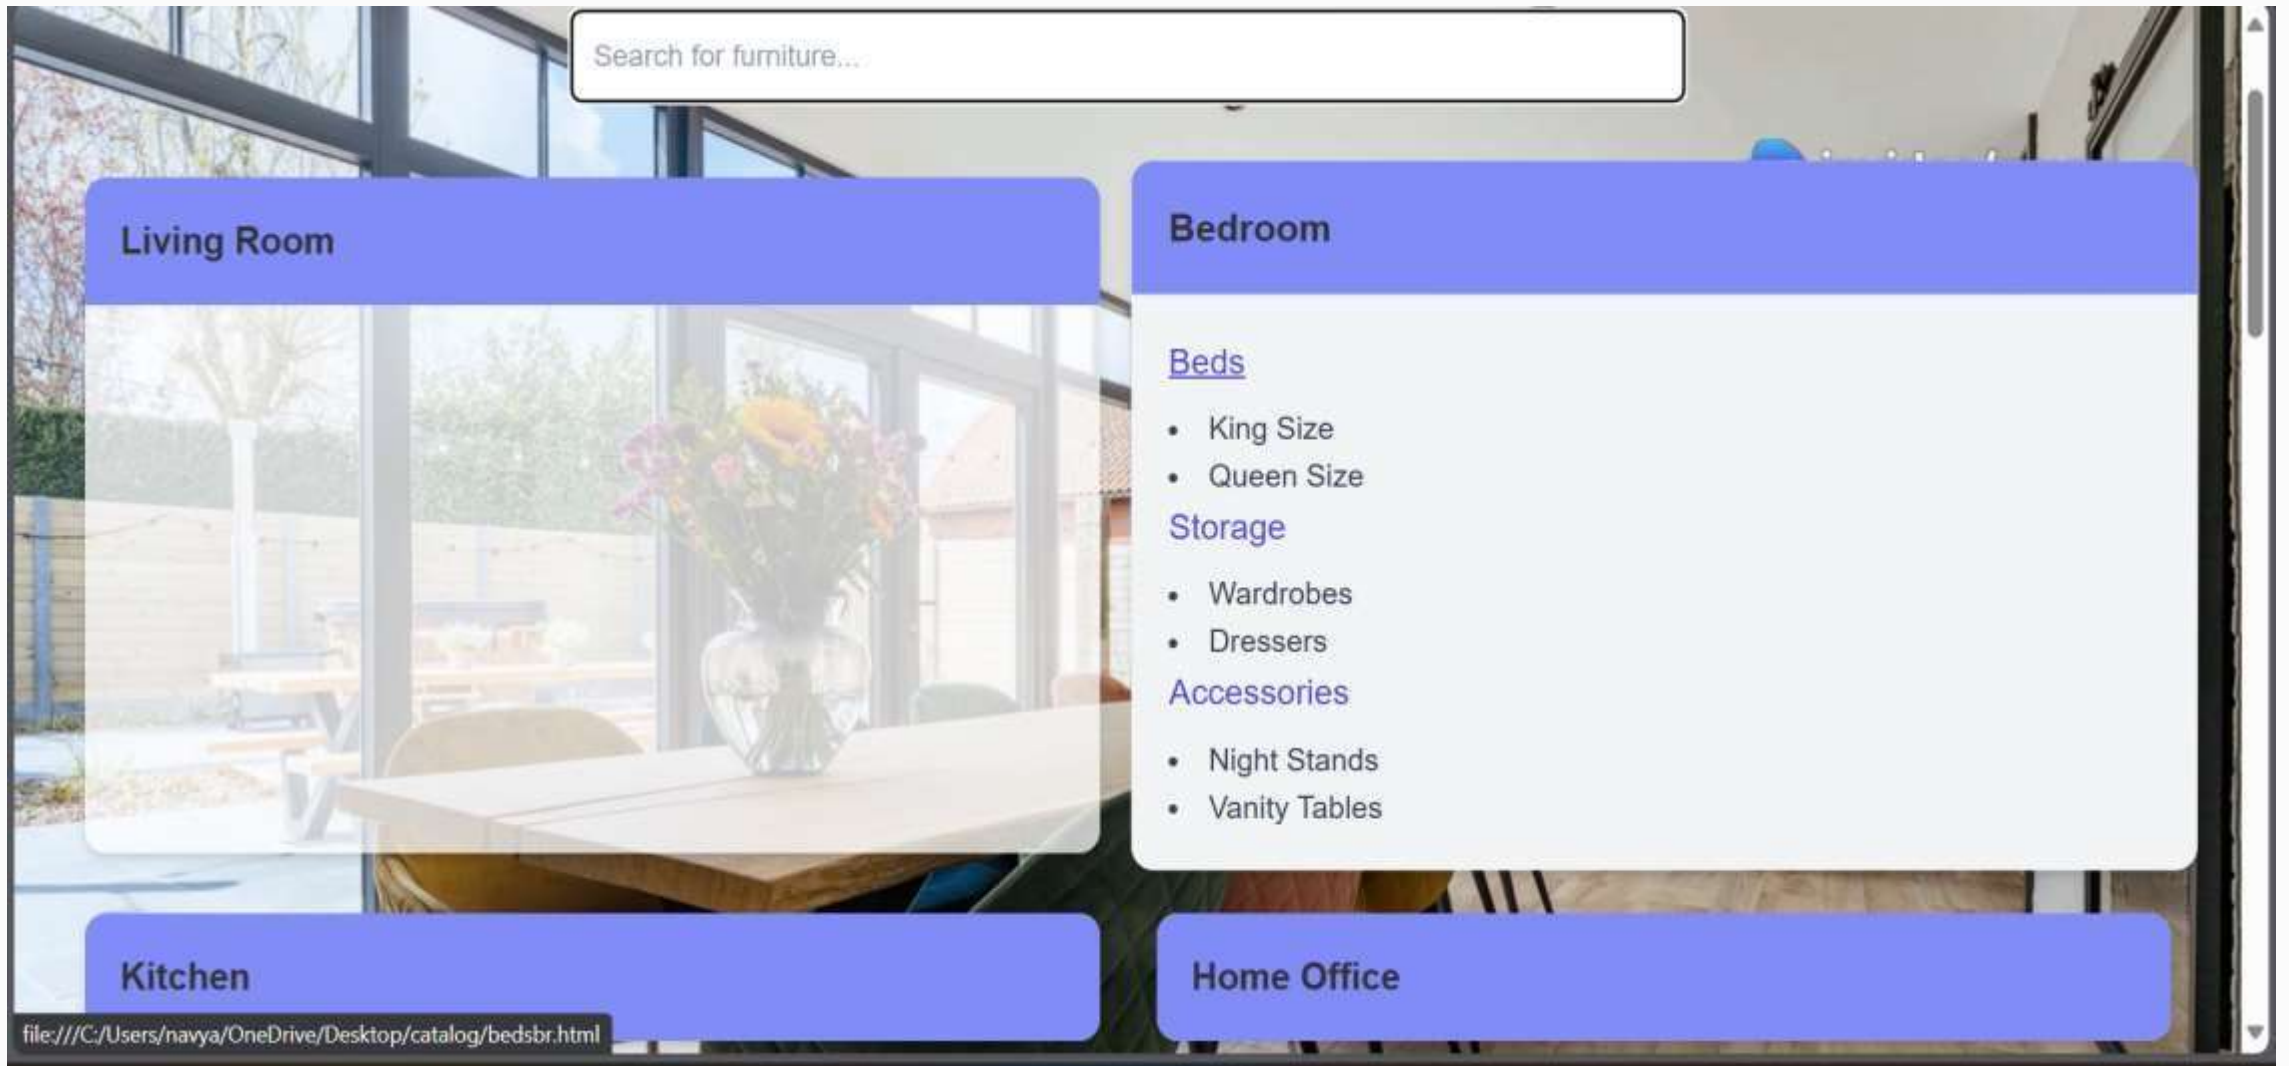 Search for furniture...
Living Room
Bedroom
Beds
• King Size
• Queen Size
Storage
• Wardrobes
• Dressers
Accessories
• Night Stands
• Vanity Tables
Kitchen
Home Office
file:///C:/Users/navya/OneDrive/Desktop/catalog/bedsbr.html